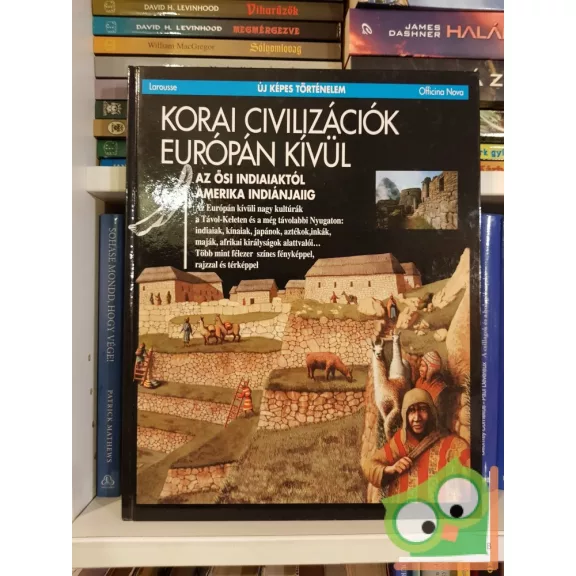 DAVID H. LEVINHOOD Viharűzők
DAVID H. LEVINHOOD Megmérgezve
William MacGregor Sólyomlovag
JAMES DASHNER HALÁ
Larousse ÚJ KÉPES TÖRTÉNELEM Officina Nova
KORAI CIVILIZÁCIÓK
EURÓPÁN KÍVÜL
AZ ŐSI INDIAIAKTÓL
AMERIKA INDIÁNJAIIG
Az Európán kívüli nagy kultúrák
a Távol-Keleten és a még távolabbi Nyugaton:
indiaiak, kínaiak, japánok, aztékok,inkák,
maják, afrikai királyságok alattvalói...
Több mint félezer színes fényképpel,
rajzzal és térképpel
SOHASE MONDD, HOGY VÉGE!
PATRICK MATHEWS